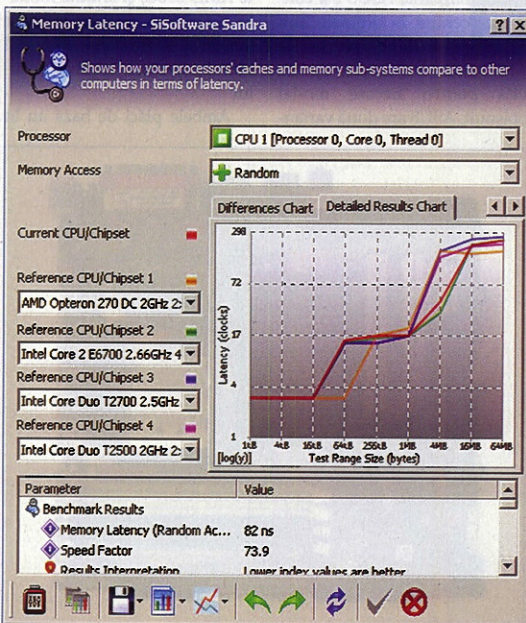 Memory Latency - SiSoftware Sandra
Shows how your processors' caches and memory sub-systems compare to other
computers in terms of latency.
Processor
CPU 1 [Processor 0, Core 0, Thread 0]
Memory Access
Random
Differences Chart
Detailed Results Chart
Current CPU/Chipset
Reference CPU/Chipset 1
AMD Opteron 270 DC 2GHz 2:
Reference CPU/Chipset 2
Intel Core 2 E6700 2.66GHz 4
Reference CPU/Chipset 3
Intel Core Duo T2700 2.5GHz
Reference CPU/Chipset 4
Intel Core Duo T2500 2GHz 2:
Latency (clocks)
298
72
17
4
1
1kB 4kB 16kB 64kB 256kB 1MB 4MB 16MB 64MB
[log(y)]
Test Range Size (bytes)
Parameter
Value
Benchmark Results
Memory Latency (Random Ac...
82 ns
Speed Factor
73.9
Results Interpretation
Lower index values are better